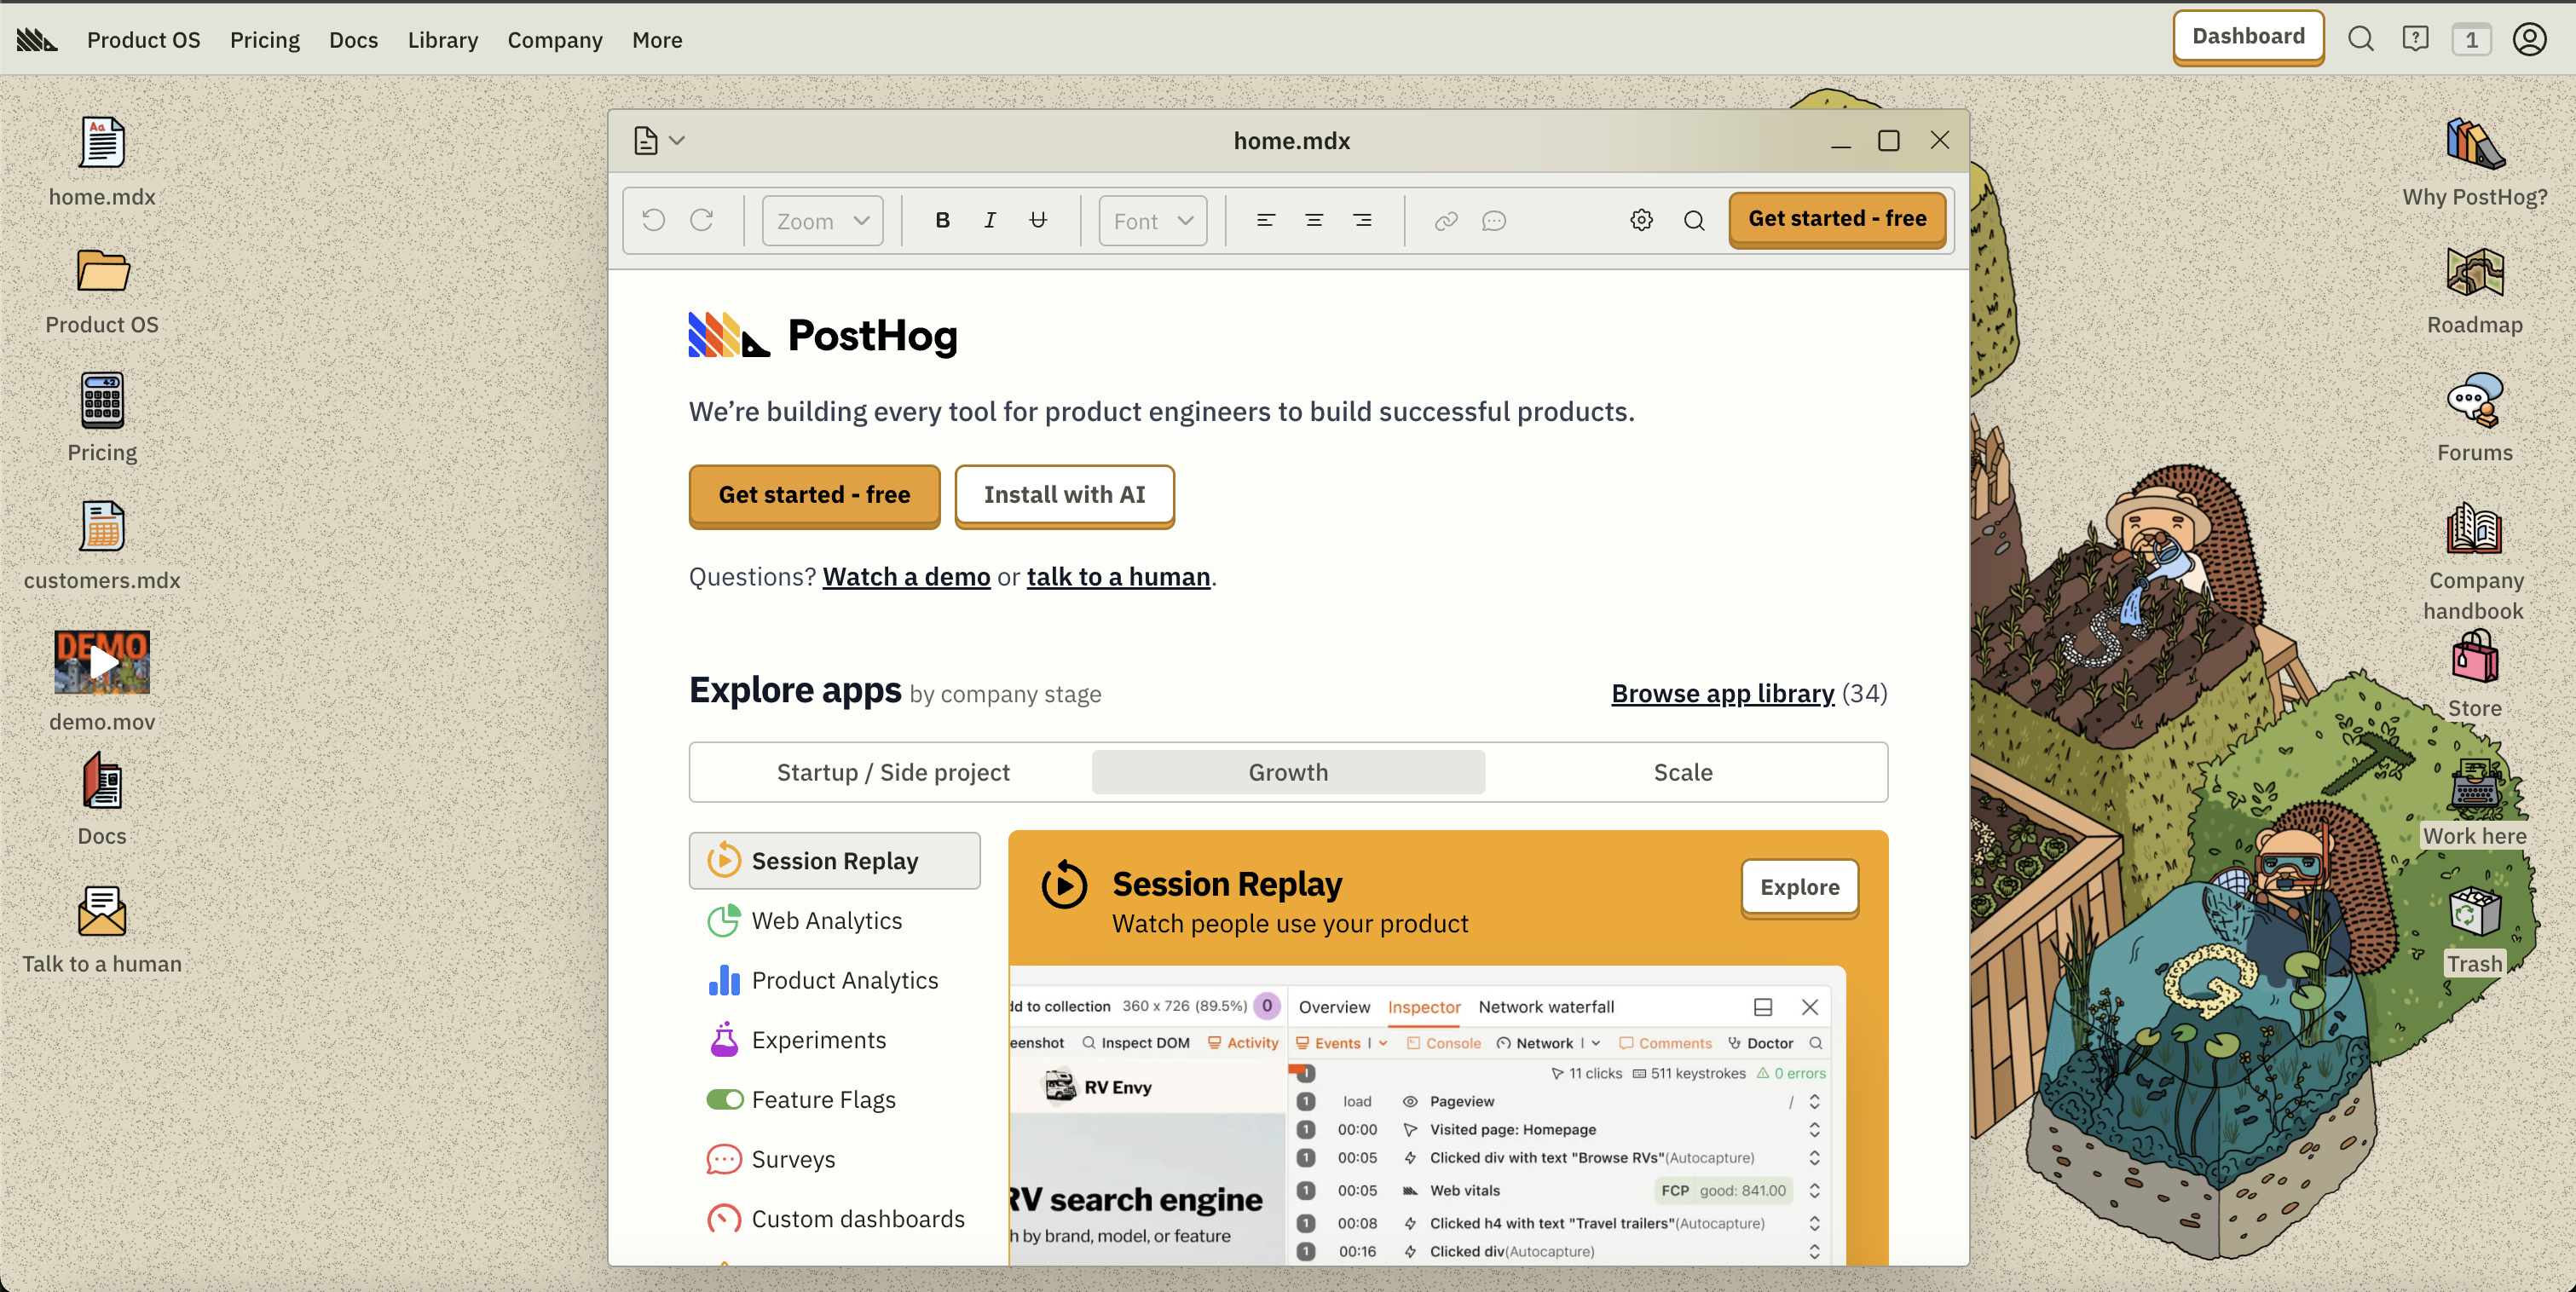 Product OS Pricing Docs Library Company More Dashboard 1
home.mdx
Product OS
Pricing
customers.mdx
DEMO
demo.mov
Docs
Talk to a human
home.mdx
Zoom B I U Font Get started - free
PostHog
We’re building every tool for product engineers to build successful products.
Get started - free Install with AI
Questions? Watch a demo or talk to a human.
Explore apps by company stage Browse app library (34)
Startup / Side project Growth Scale
Session Replay
Web Analytics
Product Analytics
Experiments
Feature Flags
Surveys
Custom dashboards
Session Replay
Watch people use your product
Explore
dd to collection 360 x 726 (89.5%) 0 Overview Inspector Network waterfall
eenshot Inspect DOM Activity Events Console Network Comments Doctor
RV Envy
11 clicks 511 keystrokes 0 errors
1
1 load Pageview /
1 00:00 Visited page: Homepage
1 00:05 Clicked div with text "Browse RVs"(Autocapture)
1 00:05 Web vitals FCP good: 841.00
1 00:08 Clicked h4 with text "Travel trailers"(Autocapture)
1 00:16 Clicked div(Autocapture)
RV search engine
h by brand, model, or feature
Why PostHog?
Roadmap
Forums
Company
handbook
Store
Work here
Trash
S
G